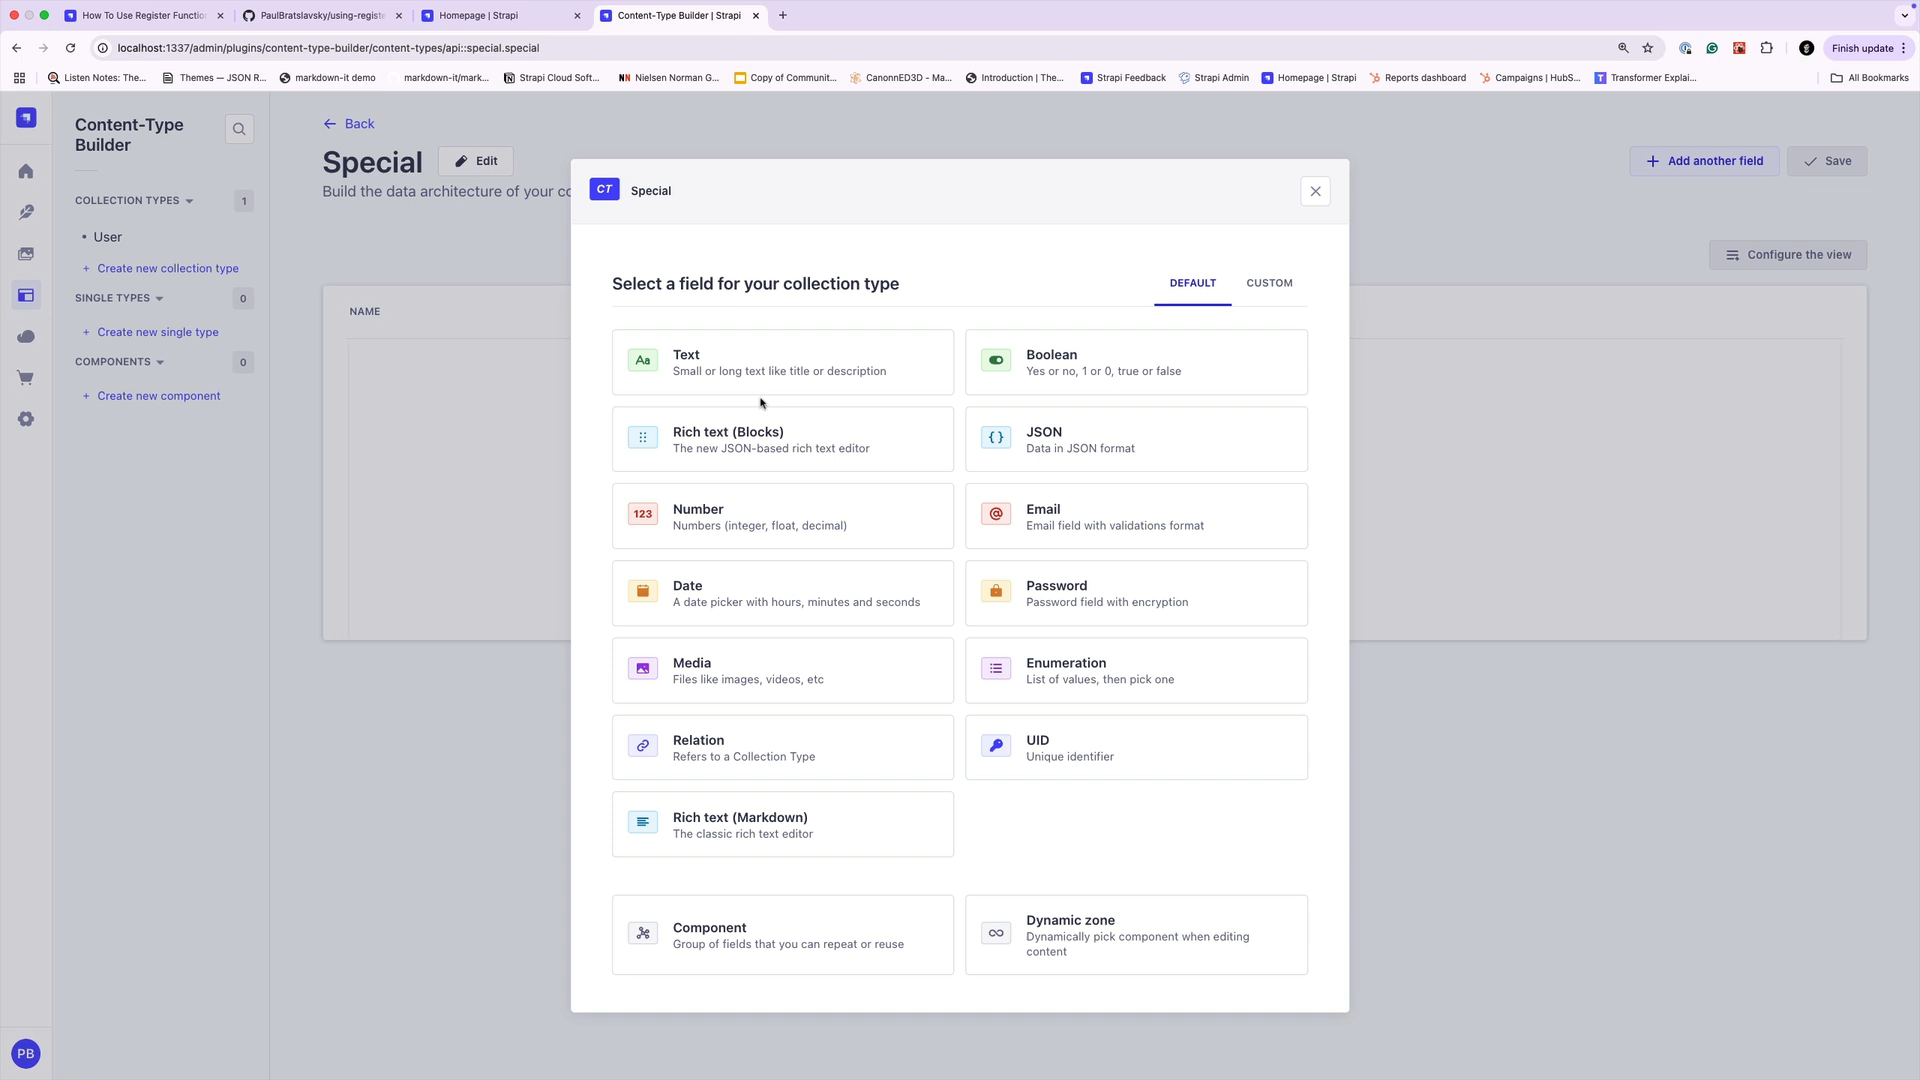 How To Use Register Function
PaulBratslavsky/using-registe
Homepage | Strapi
Content-Type Builder | Strapi
localhost:1337/admin/plugins/content-type-builder/content-types/api::special.special
Finish update
Listen Notes: The...
Themes — JSON R...
markdown-it demo
markdown-it/mark...
Strapi Cloud Soft...
Nielsen Norman G...
Copy of Communit...
CanonnED3D - Ma...
Introduction | The...
Strapi Feedback
Strapi Admin
Homepage | Strapi
Reports dashboard
Campaigns | HubS...
Transformer Explai...
All Bookmarks
Content-Type
Builder
COLLECTION TYPES
1
User
+ Create new collection type
SINGLE TYPES
0
+ Create new single type
COMPONENTS
0
+ Create new component
PB
Back
Special
Edit
Build the data architecture of your co
+ Add another field
Save
Configure the view
NAME
CT
Special
Select a field for your collection type
DEFAULT
CUSTOM
Aa
Text
Small or long text like title or description
Boolean
Yes or no, 1 or 0, true or false
Rich text (Blocks)
The new JSON-based rich text editor
{ }
JSON
Data in JSON format
123
Number
Numbers (integer, float, decimal)
@
Email
Email field with validations format
Date
A date picker with hours, minutes and seconds
Password
Password field with encryption
Media
Files like images, videos, etc
Enumeration
List of values, then pick one
Relation
Refers to a Collection Type
UID
Unique identifier
Rich text (Markdown)
The classic rich text editor
Component
Group of fields that you can repeat or reuse
Dynamic zone
Dynamically pick component when editing
content